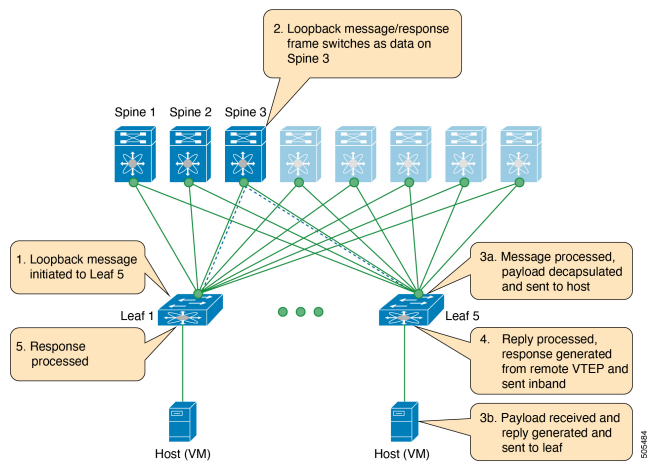 2. Loopback message/response
frame switches as data on
Spine 3
Spine 1
Spine 2
Spine 3
1. Loopback message
initiated to Leaf 5
3a. Message processed,
payload decapsulated
and sent to host
Leaf 1
Leaf 5
5. Response
processed
4. Reply processed,
response generated
from remote VTEP and
sent inband
3b. Payload received and
reply generated and
sent to leaf
Host (VM)
Host (VM)
505484